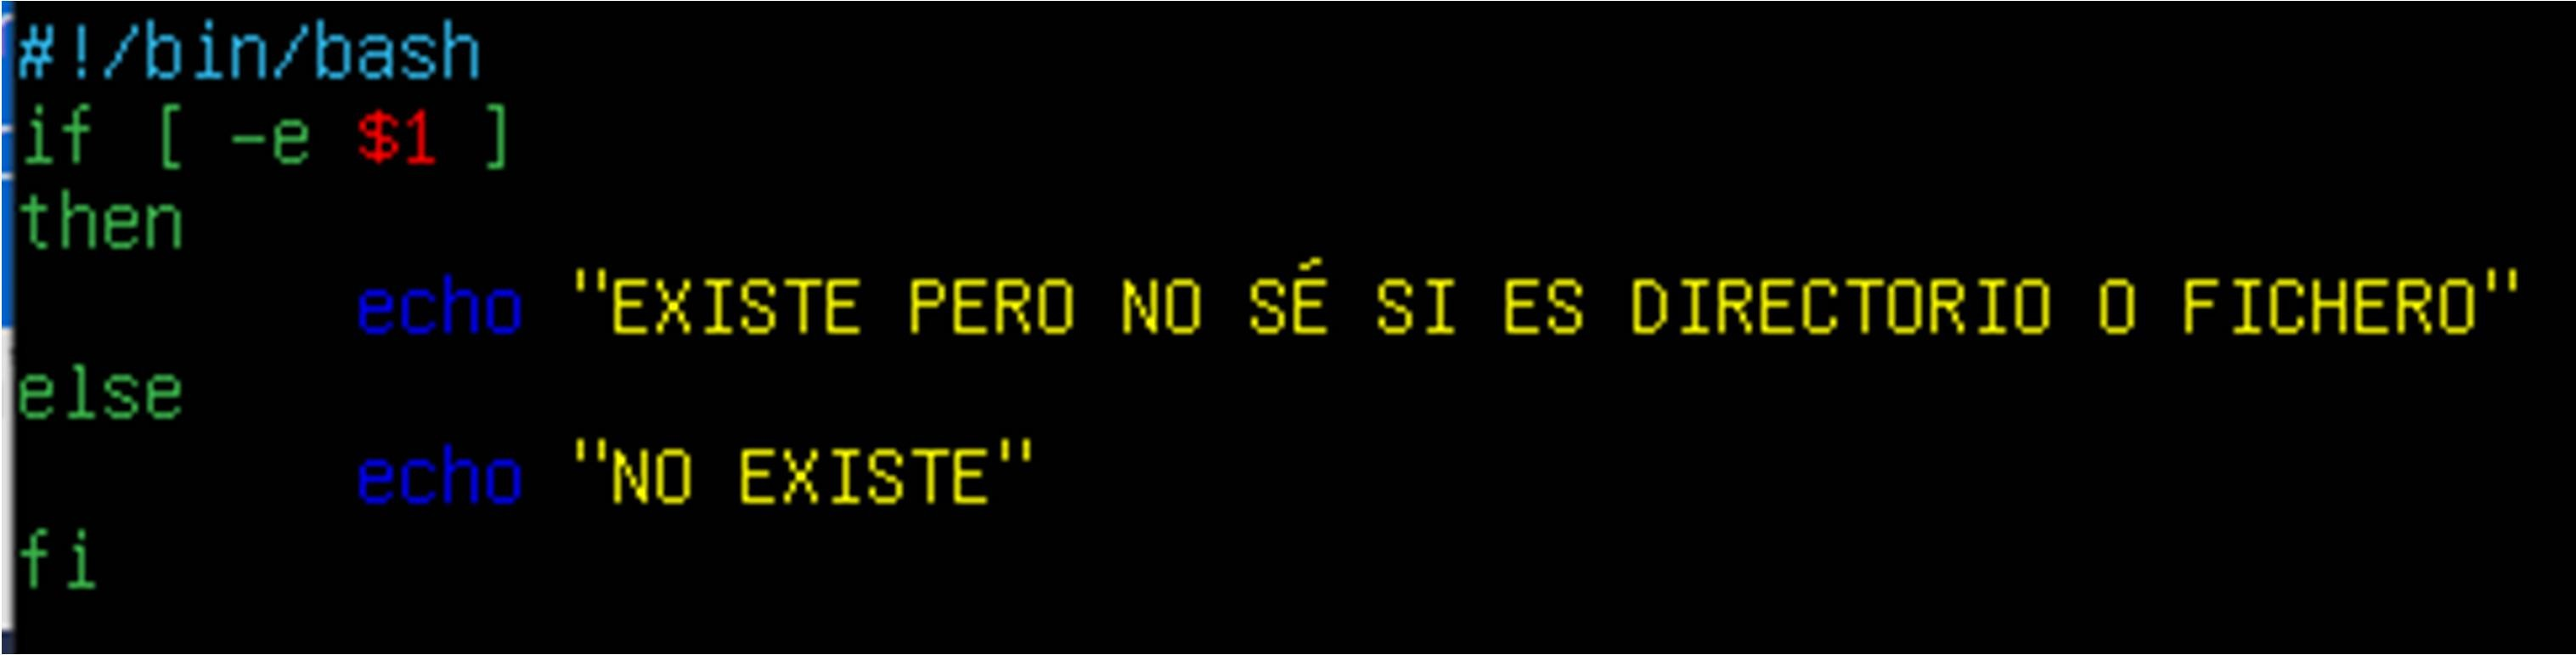 #!/bin/bash
if [ -e $1 ]
then
        echo "EXISTE PERO NO SÉ SI ES DIRECTORIO O FICHERO"
else
        echo "NO EXISTE"
fi